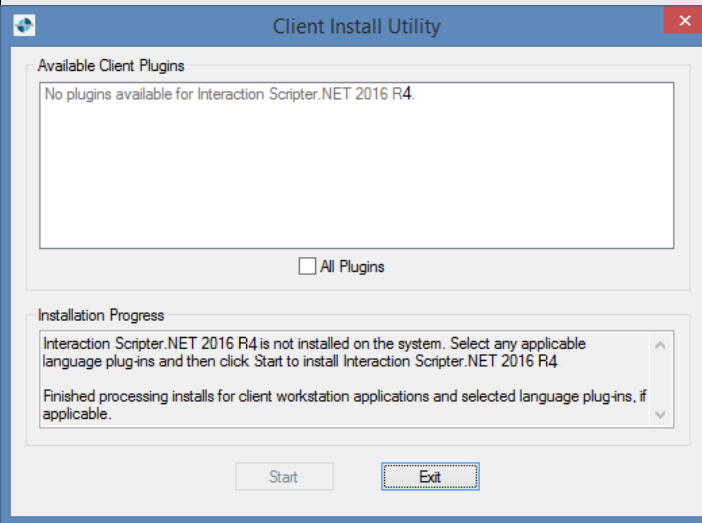 Client Install Utility
Available Client Plugins
No plugins available for Interaction Scripter.NET 2016 R4.
All Plugins
Installation Progress
Interaction Scripter.NET 2016 R4 is not installed on the system. Select any applicable
language plug-ins and then click Start to install Interaction Scripter.NET 2016 R4
Finished processing installs for client workstation applications and selected language plug-ins, if
applicable.
Start
Exit